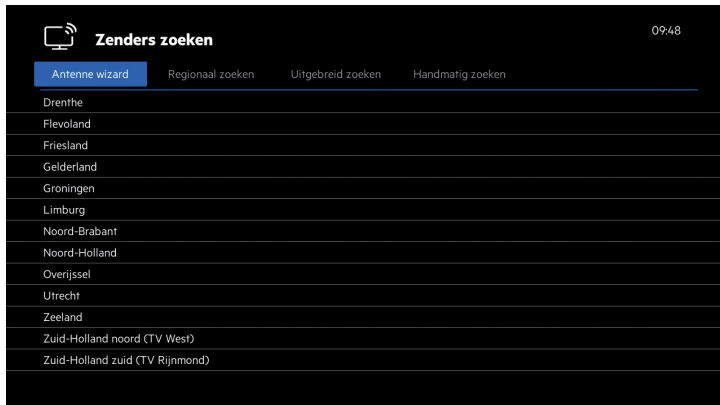 Zenders zoeken
09:48
Antenne wizard Regionaal zoeken Uitgebreid zoeken Handmatig zoeken
Drenthe
Flevoland
Friesland
Gelderland
Groningen
Limburg
Noord-Brabant
Noord-Holland
Overijssel
Utrecht
Zeeland
Zuid-Holland noord (TV West)
Zuid-Holland zuid (TV Rijnmond)